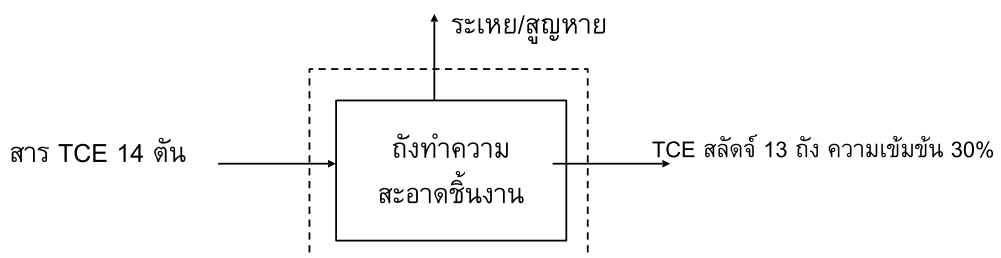 ระเหย/สูญหาย
สาร TCE 14 ตัน
ถังทำความ
สะอาดชิ้นงาน
TCE สลัดจ์ 13 ถัง ความเข้มข้น 30%